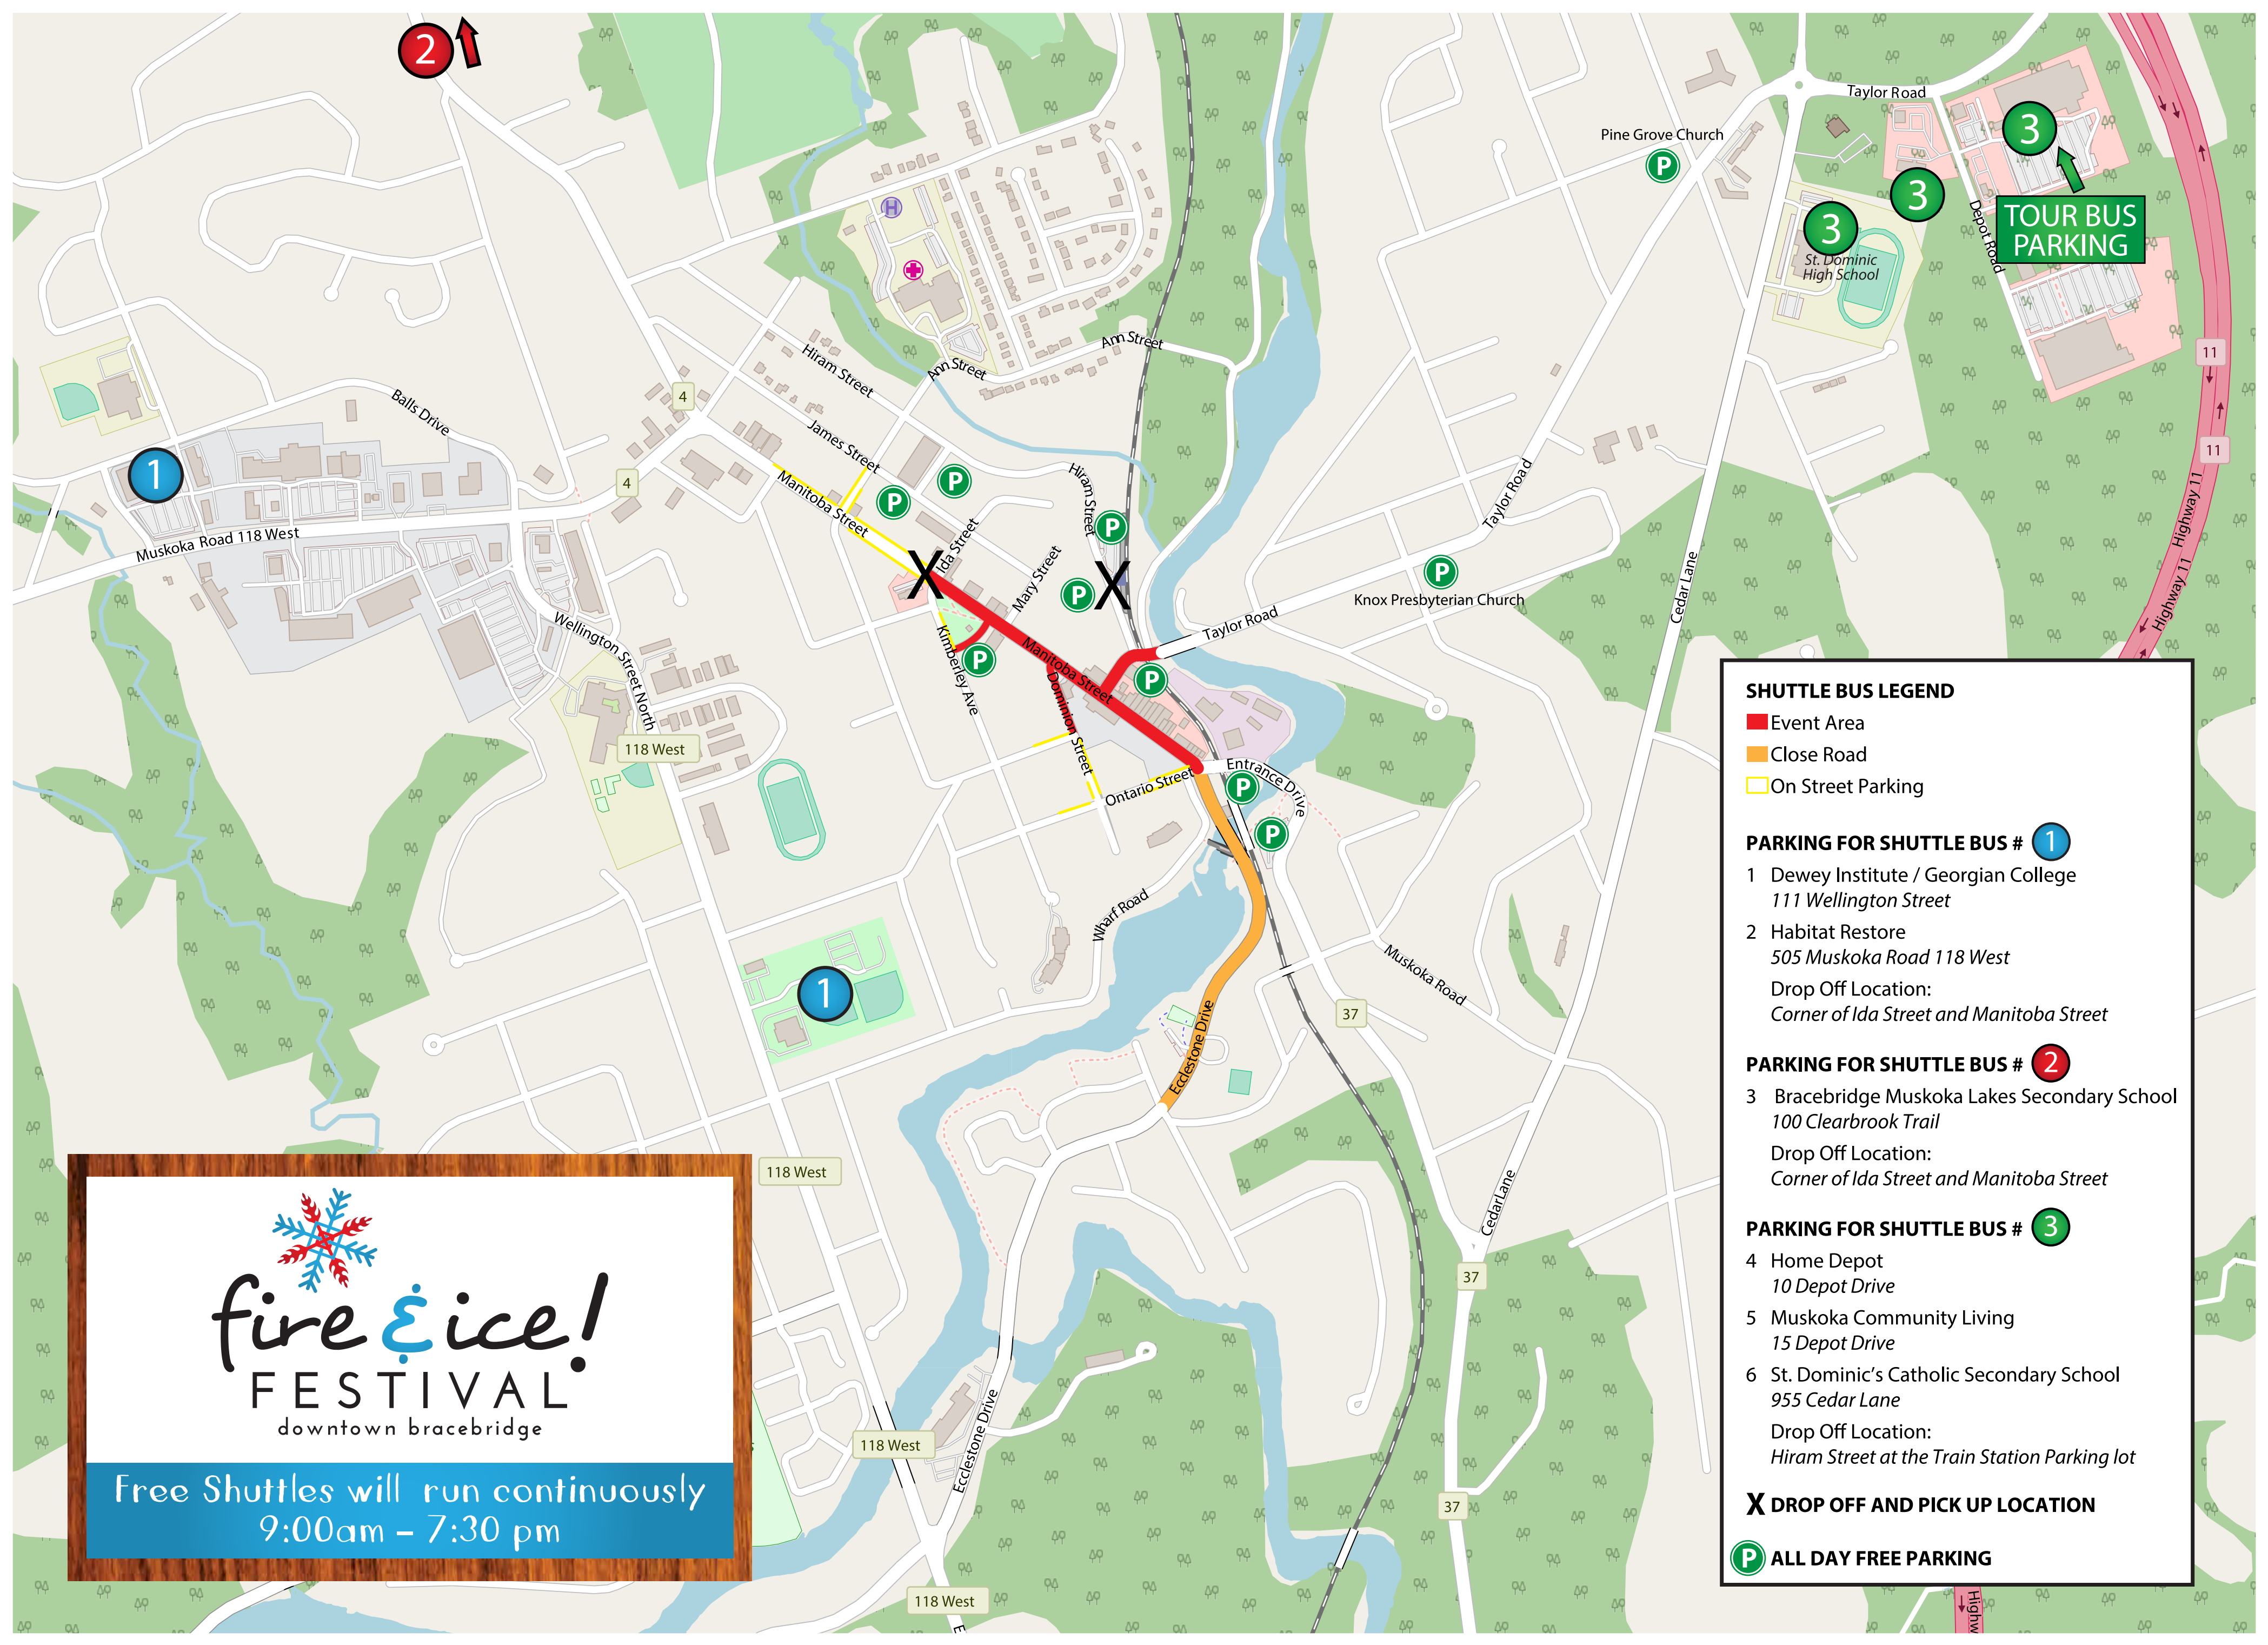 2
Taylor Road
Pine Grove Church
P
3
3
3
TOUR BUS
PARKING
Depot Road
St. Dominic
High School
H
Ann Street
Ann Street
Hiram Street
11
4
Balls Drive
James Street
11
1
4
P
P
Hiram Street
Taylor Road
Manitoba Street
Highway 11
Muskoka Road 118 West
P
Ida Street
X
Mary Street
P
X
P
Knox Presbyterian Church
Cedar Lane
Highway 11
Wellington Street North
Kimberley Ave
P
Taylor Road
Manitoba Street
P
Dominion Street
118 West
Ontario Street
Entrance Drive
P
P
Wharf Road
Muskoka Road
1
37
Ecclestone Drive
118 West
CedarLane
37
118 West
Ecclestone Drive
37
118 West
E
Highw
SHUTTLE BUS LEGEND
Event Area
Close Road
On Street Parking
PARKING FOR SHUTTLE BUS # 1
1 Dewey Institute / Georgian College
111 Wellington Street
2 Habitat Restore
505 Muskoka Road 118 West
Drop Off Location:
Corner of Ida Street and Manitoba Street
PARKING FOR SHUTTLE BUS # 2
3 Bracebridge Muskoka Lakes Secondary School
100 Clearbrook Trail
Drop Off Location:
Corner of Ida Street and Manitoba Street
PARKING FOR SHUTTLE BUS # 3
4 Home Depot
10 Depot Drive
5 Muskoka Community Living
15 Depot Drive
6 St. Dominic's Catholic Secondary School
955 Cedar Lane
Drop Off Location:
Hiram Street at the Train Station Parking lot
X DROP OFF AND PICK UP LOCATION
P ALL DAY FREE PARKING
fire & ice!
FESTIVAL
downtown bracebridge
Free Shuttles will run continuously
9:00am – 7:30 pm